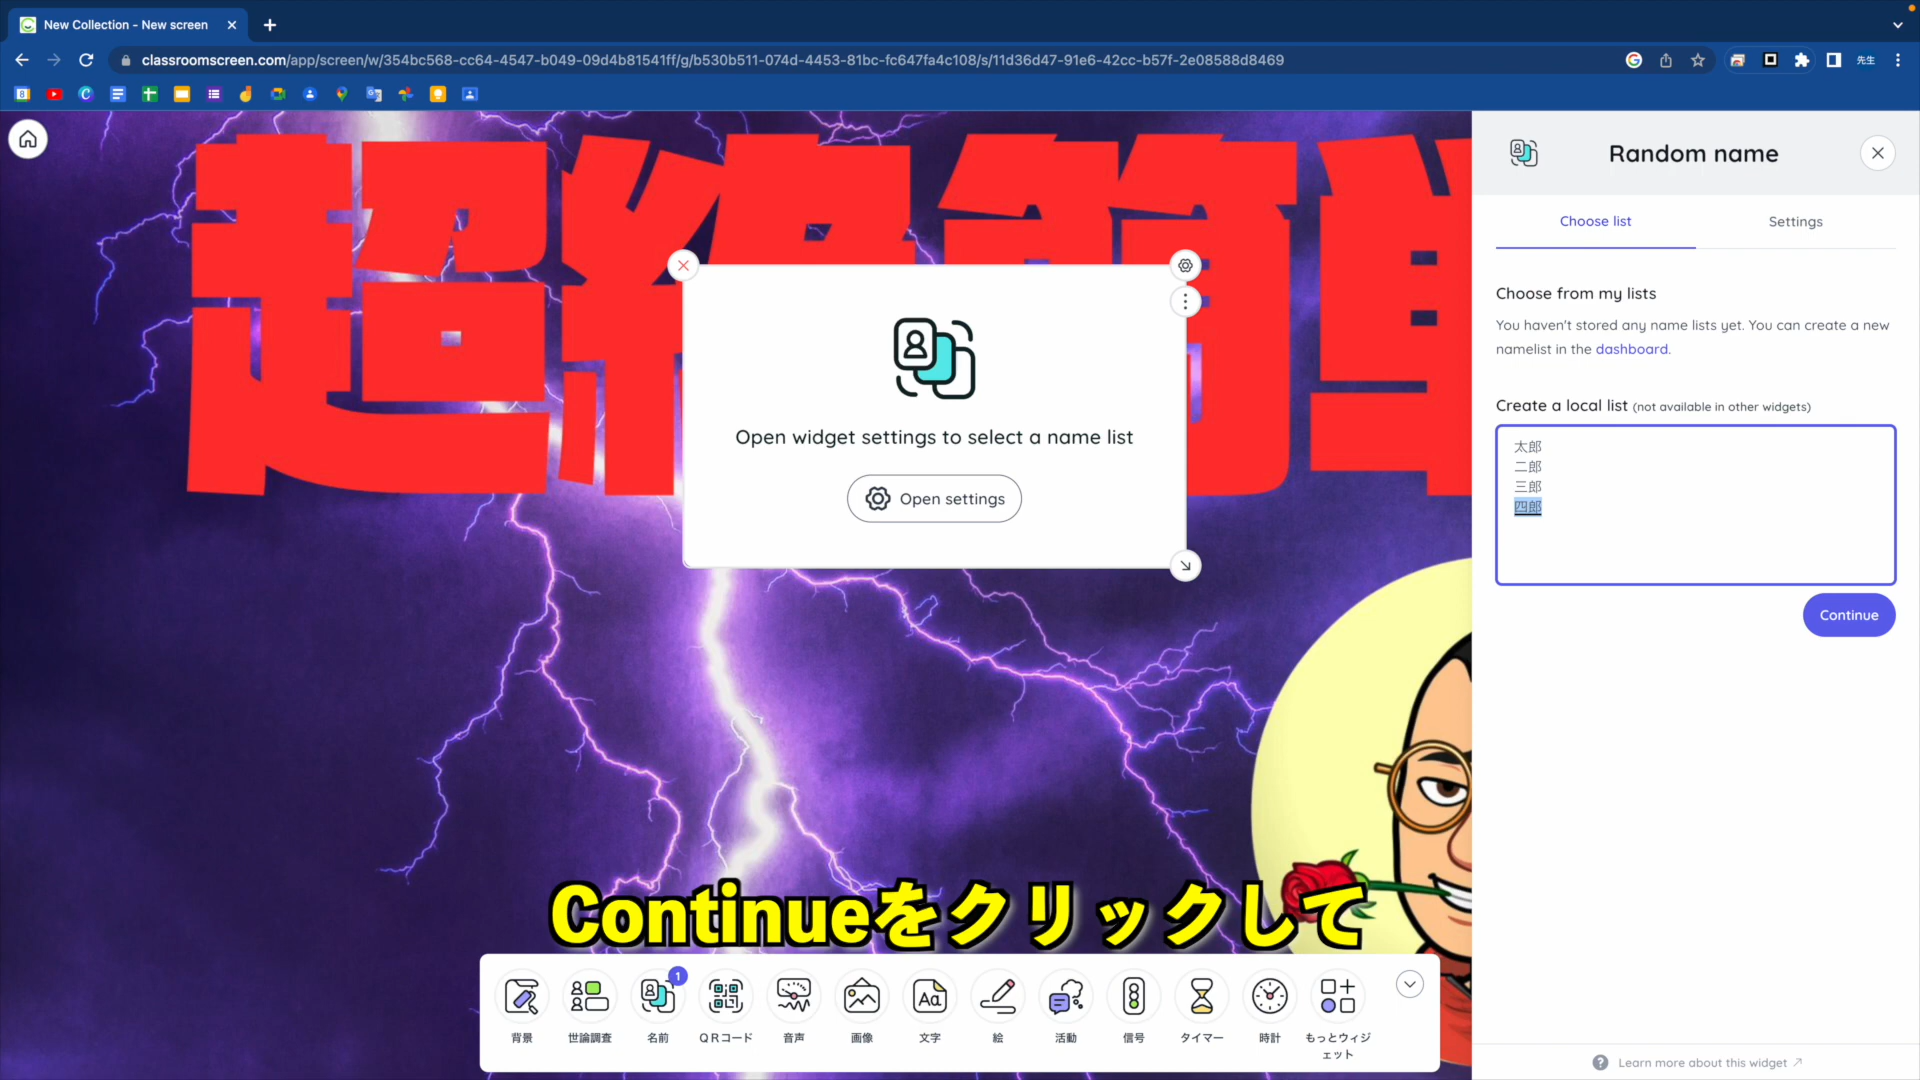 New Collection - New screen
classroomscreen.com/app/screen/w/354bc568-cc64-4547-b049-09d4b81541ff/g/b530b511-074d-4453-81bc-fc647fa4c108/s/11d36d47-91e6-42cc-b57f-2e08588d8469
先生
超絶簡単
Random name
Choose list
Settings
Choose from my lists
You haven't stored any name lists yet. You can create a new
namelist in the dashboard.
Create a local list (not available in other widgets)
太郎
二郎
三郎
四郎
Continue
Open widget settings to select a name list
Open settings
Continueをクリックして
1
背景
世論調査
名前
QRコード
音声
画像
文字
絵
活動
信号
タイマー
時計
もっとウィジ
ェット
Learn more about this widget